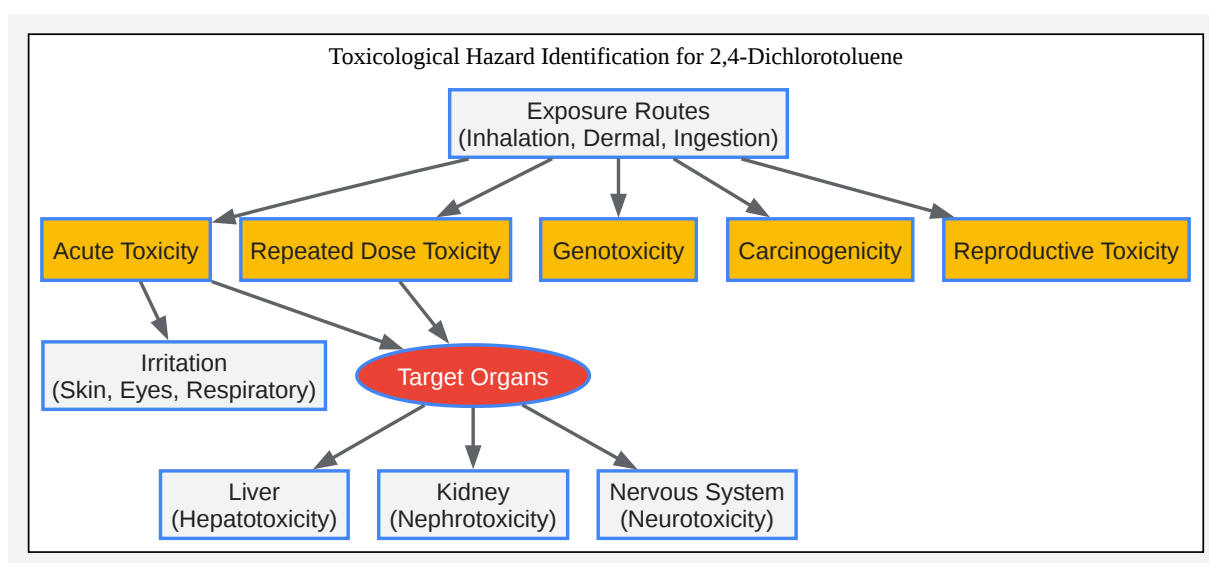 Toxicological Hazard Identification for 2,4-Dichlorotoluene
Exposure Routes
(Inhalation, Dermal, Ingestion)
Acute Toxicity
Repeated Dose Toxicity
Genotoxicity
Carcinogenicity
Reproductive Toxicity
Irritation
(Skin, Eyes, Respiratory)
Target Organs
Liver
(Hepatotoxicity)
Kidney
(Nephrotoxicity)
Nervous System
(Neurotoxicity)